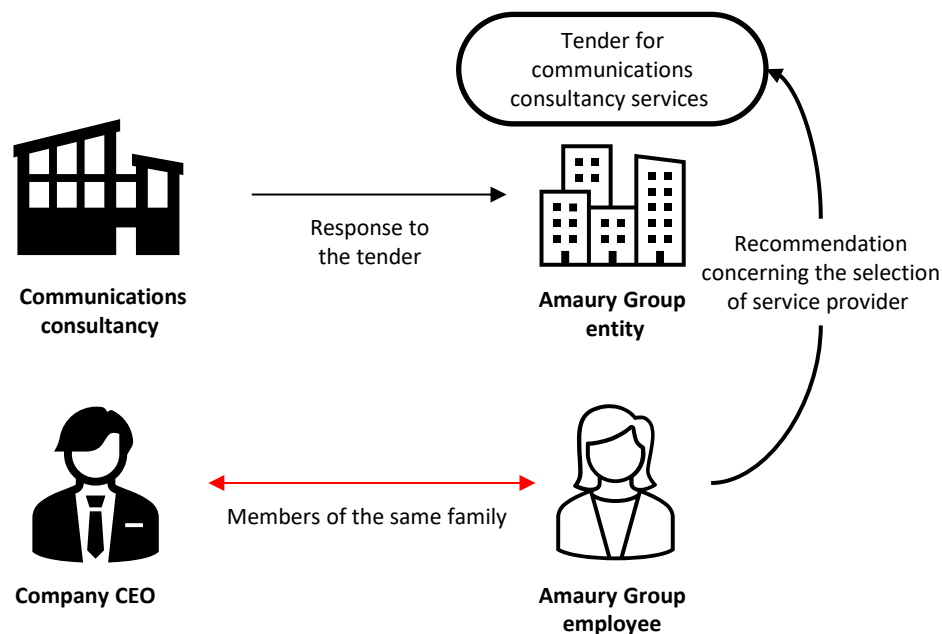 Tender for
communications
consultancy services
Response to
the tender
Recommendation
concerning the selection
of service provider
Communications
consultancy
Amaury Group
entity
Members of the same family
Company CEO
Amaury Group
employee